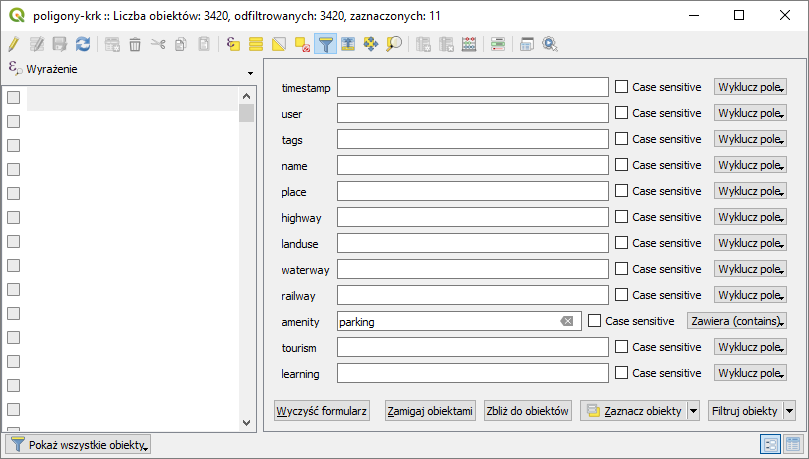 poligony-krk :: Liczba obiektów: 3420, odfiltrowanych: 3420, zaznaczonych: 11
Wyrażenie
timestamp Case sensitive Wyklucz pole
user Case sensitive Wyklucz pole
tags Case sensitive Wyklucz pole
name Case sensitive Wyklucz pole
place Case sensitive Wyklucz pole
highway Case sensitive Wyklucz pole
landuse Case sensitive Wyklucz pole
waterway Case sensitive Wyklucz pole
railway Case sensitive Wyklucz pole
amenity parking Case sensitive Zawiera (contains)
tourism Case sensitive Wyklucz pole
learning Case sensitive Wyklucz pole
Wyczyść formularz Zamigaj obiektami Zbliż do obiektów Zaznacz obiekty Filtruj obiekty
Pokaż wszystkie obiekty